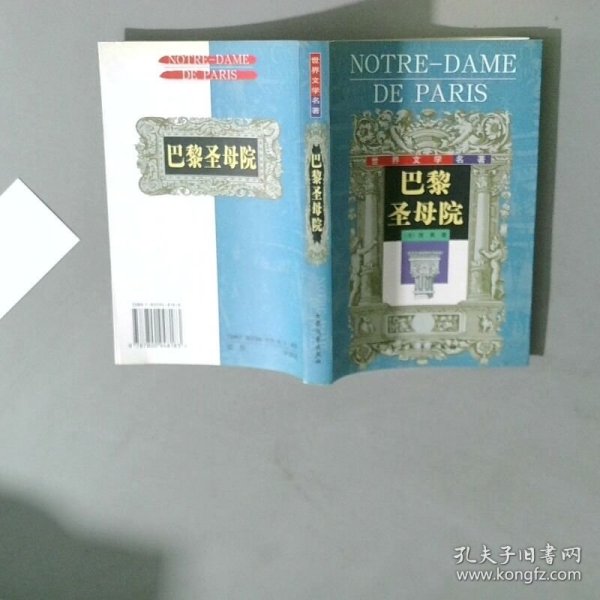 NOTRE-DAME
DE PARIS
巴黎圣母院
世界文学名著
巴黎圣母院
NOTRE-DAME
DE PARIS
世界文学名著
巴黎
圣母院
孔夫子旧书网
www.kongfz.com